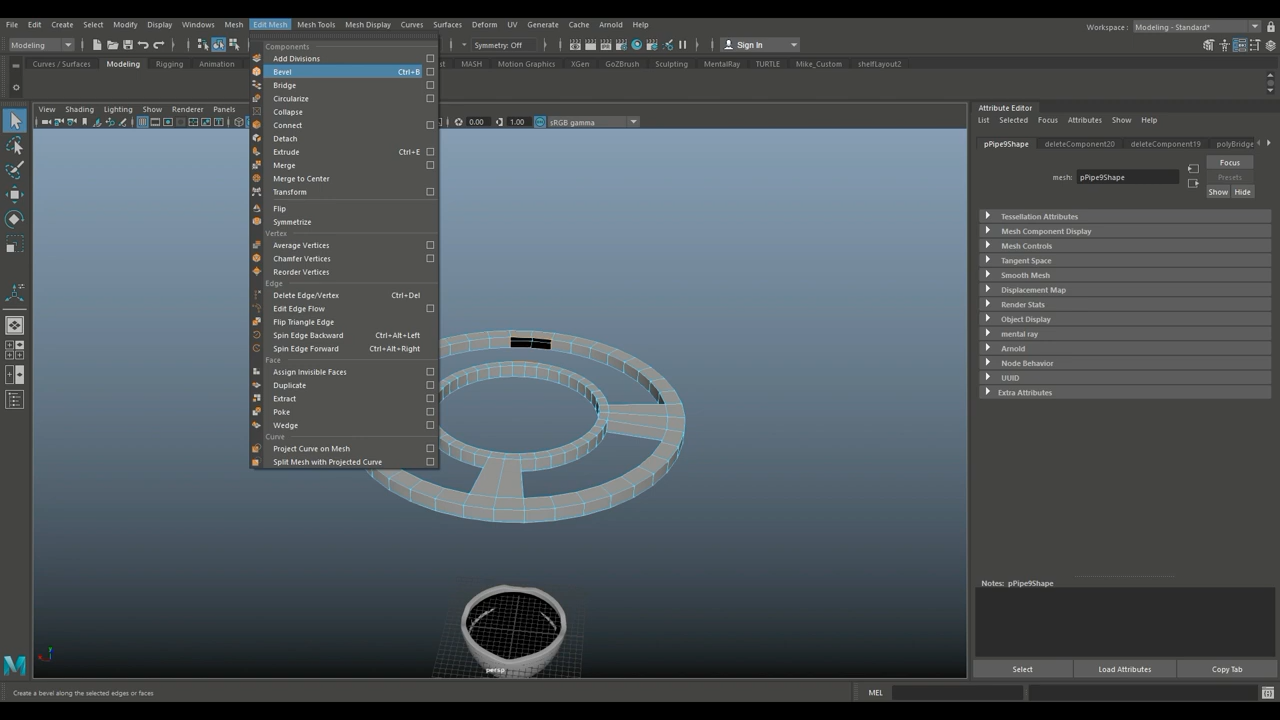 File Edit Create Select Modify Display Windows Mesh Edit Mesh Mesh Tools Mesh Display Curves Surfaces Deform UV Generate Cache Arnold Help
Workspace : Modeling - Standard*
Modeling
Symmetry: Off
Sign In
Curves / Surfaces Modeling Rigging Animation
MASH Motion Graphics XGen GoZBrush Sculpting MentalRay TURTLE Mike_Custom shelfLayout2
View Shading Lighting Show Renderer Panels
0.00 1.00 sRGB gamma
Components
Add Divisions
Bevel Ctrl+B
Bridge
Circularize
Collapse
Connect
Detach
Extrude Ctrl+E
Merge
Merge to Center
Transform
Flip
Symmetrize
Vertex
Average Vertices
Chamfer Vertices
Reorder Vertices
Edge
Delete Edge/Vertex Ctrl+Del
Edit Edge Flow
Flip Triangle Edge
Spin Edge Backward Ctrl+Alt+Left
Spin Edge Forward Ctrl+Alt+Right
Face
Assign Invisible Faces
Duplicate
Extract
Poke
Wedge
Curve
Project Curve on Mesh
Split Mesh with Projected Curve
persp
Attribute Editor
List Selected Focus Attributes Show Help
pPipe9Shape deleteComponent20 deleteComponent19 polyBridge
mesh: pPipe9Shape
Focus
Presets
Show Hide
Tessellation Attributes
Mesh Component Display
Mesh Controls
Tangent Space
Smooth Mesh
Displacement Map
Render Stats
Object Display
mental ray
Arnold
Node Behavior
UUID
Extra Attributes
Notes: pPipe9Shape
Select Load Attributes Copy Tab
Create a bevel along the selected edges or faces
MEL